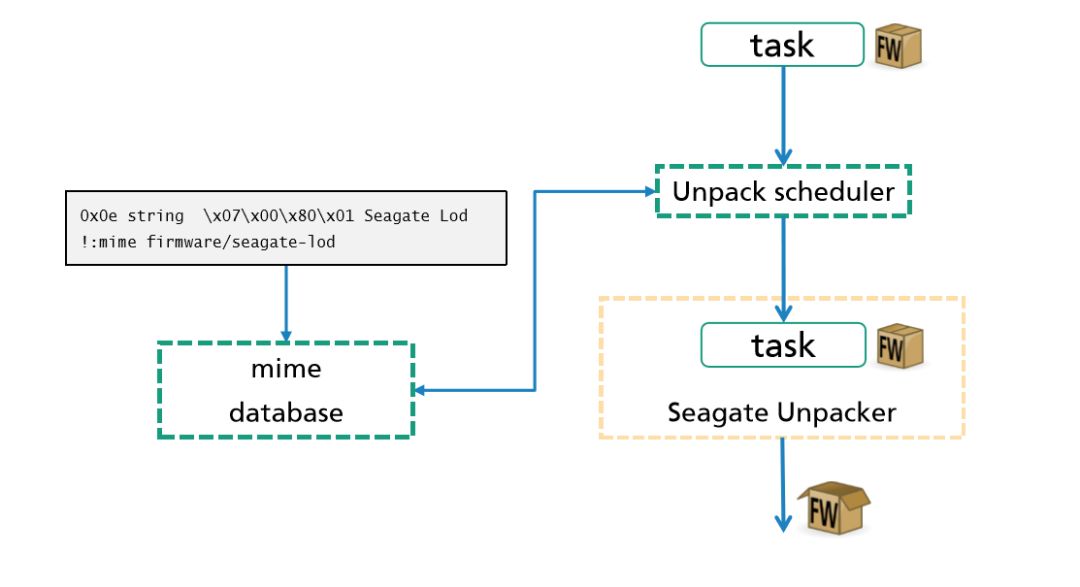 task
FW
Unpack scheduler
0x0e string  \x07\x00\x80\x01 Seagate Lod
!:mime firmware/seagate-lod
task
FW
mime
database
Seagate Unpacker
FW